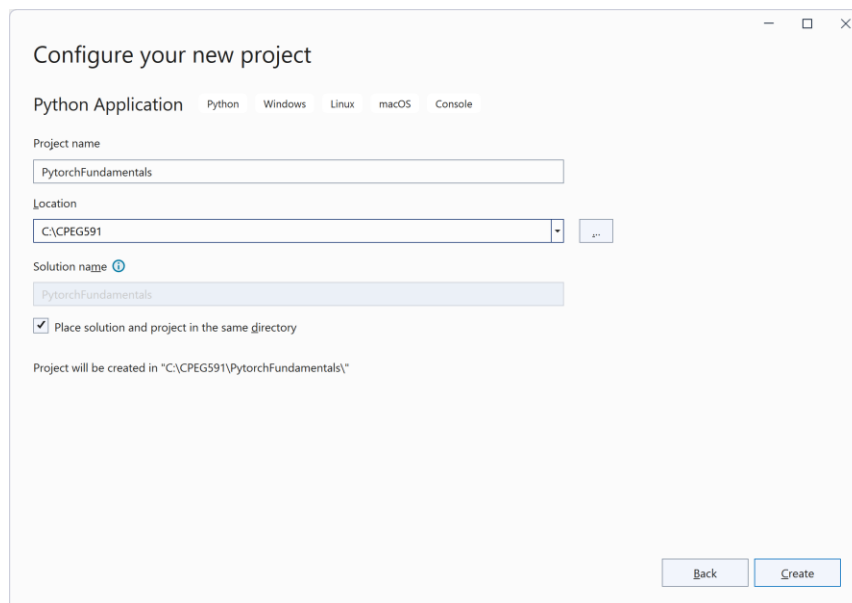 Configure your new project
Python Application Python Windows Linux macOS Console
Project name
PytorchFundamentals
Location
C:\CPEG591
...
Solution name
PytorchFundamentals
Place solution and project in the same directory
Project will be created in "C:\CPEG591\PytorchFundamentals\"
Back Create